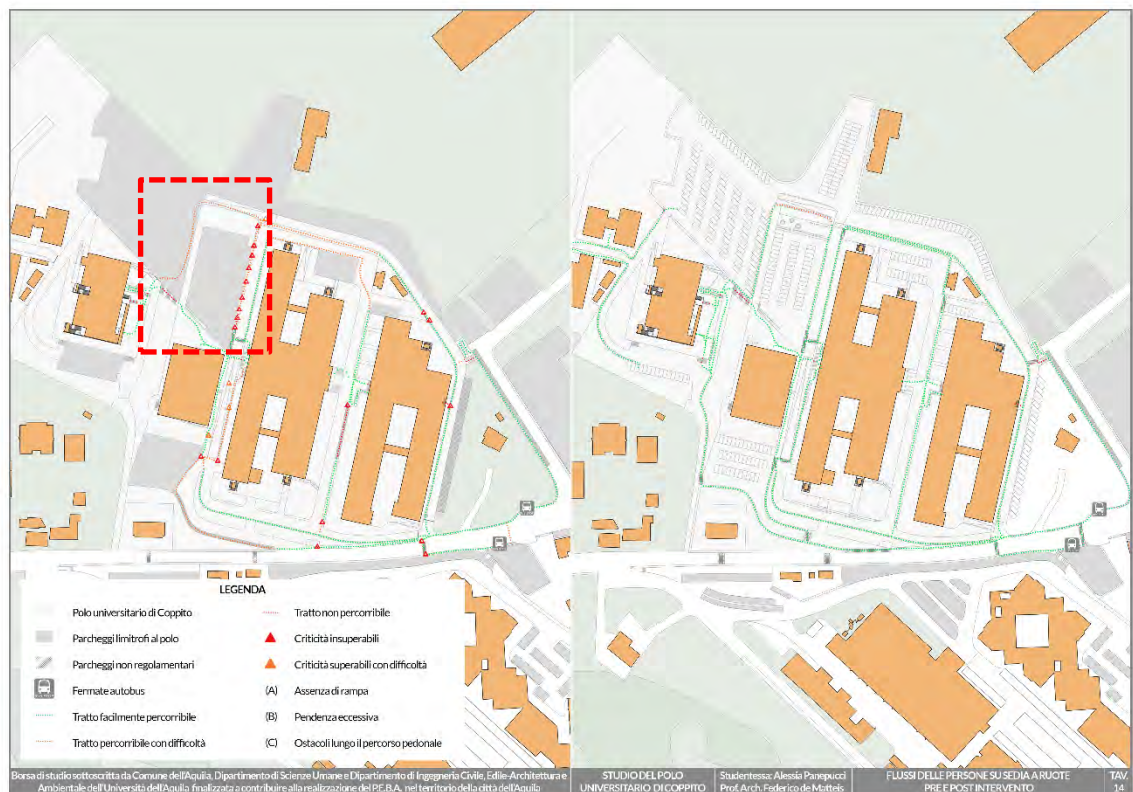 LEGENDA
Polo universitario di Coppito
Parcheggi limitrofi al polo
Parcheggi non regolamentari
Fermate autobus
Tratto facilmente percorribile
Tratto percorribile con difficoltà
Tratto non percorribile
Criticità insuperabili
Criticità superabili con difficoltà
(A) Assenza di rampa
(B) Pendenza eccessiva
(C) Ostacoli lungo il percorso pedonale
Borsa di studio sottoscritta da Comune dell'Aquila, Dipartimento di Scienze Umane e Dipartimento di Ingegneria Civile, Edile-Architettura e
Ambientale dell'Università dell'Aquila finalizzata a contribuire alla realizzazione del P.E.B.A. nel territorio della città dell'Aquila
STUDIO DEL POLO
UNIVERSITARIO DI COPPITO
Studentessa: Alessia Panepucci
Prof. Arch. Federico de Matteis
FLUSSI DELLE PERSONE SU SEDIA A RUOTE
PRE E POST INTERVENTO
TAV.
14